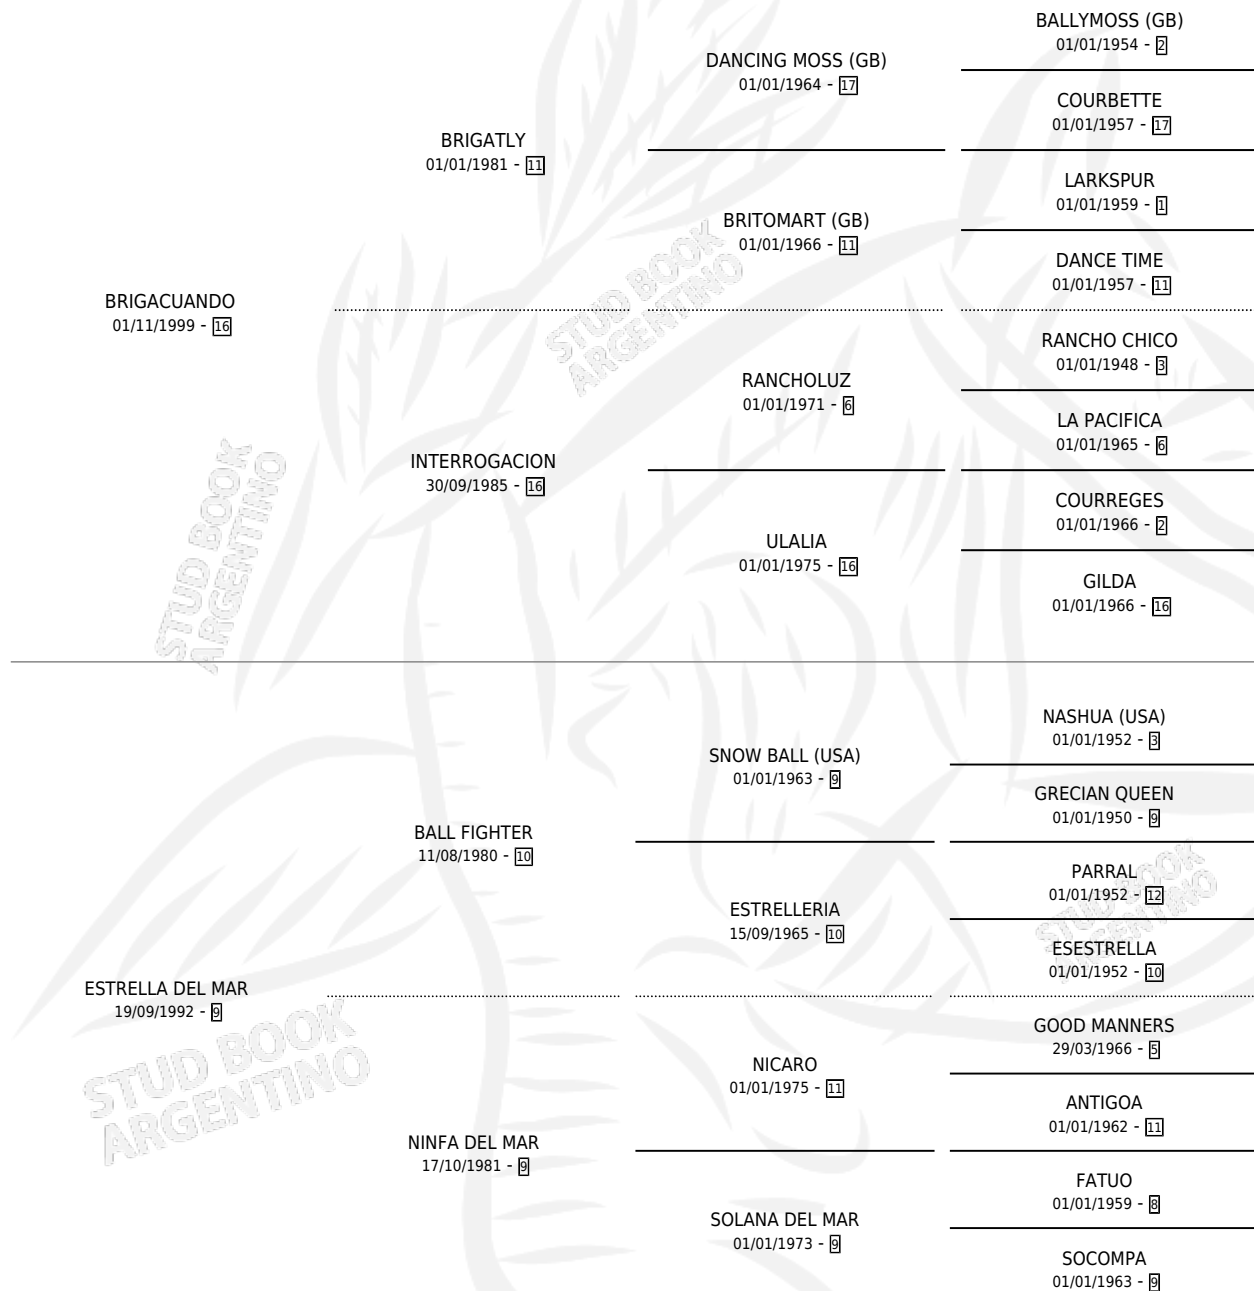 BRIGACUANDO
01/11/1999 - 16
BRIGATLY
01/01/1981 - 11
INTERROGACION
30/09/1985 - 16
DANCING MOSS (GB)
01/01/1964 - 17
BRITOMART (GB)
01/01/1966 - 11
RANCHOLUZ
01/01/1971 - 6
ULALIA
01/01/1975 - 16
BALLYMOSS (GB)
01/01/1954 - 2
COURBETTE
01/01/1957 - 17
LARKSPUR
01/01/1959 - 1
DANCE TIME
01/01/1957 - 11
RANCHO CHICO
01/01/1948 - 3
LA PACIFICA
01/01/1965 - 6
COURREGES
01/01/1966 - 2
GILDA
01/01/1966 - 16
ESTRELLA DEL MAR
19/09/1992 - 9
BALL FIGHTER
11/08/1980 - 10
NINFA DEL MAR
17/10/1981 - 9
SNOW BALL (USA)
01/01/1963 - 9
ESTRELLERIA
15/09/1965 - 10
NICARO
01/01/1975 - 11
SOLANA DEL MAR
01/01/1973 - 9
NASHUA (USA)
01/01/1952 - 3
GRECIAN QUEEN
01/01/1950 - 9
PARRAL
01/01/1952 - 12
ESESTRELLA
01/01/1952 - 10
GOOD MANNERS
29/03/1966 - 5
ANTIGOA
01/01/1962 - 11
FATUO
01/01/1959 - 8
SOCOMPA
01/01/1963 - 9
STUD BOOK
ARGENTINO
STUD BOOK
ARGENTINO
STUD BOOK
ARGENTINO
STUD BOOK
ARGENTINO